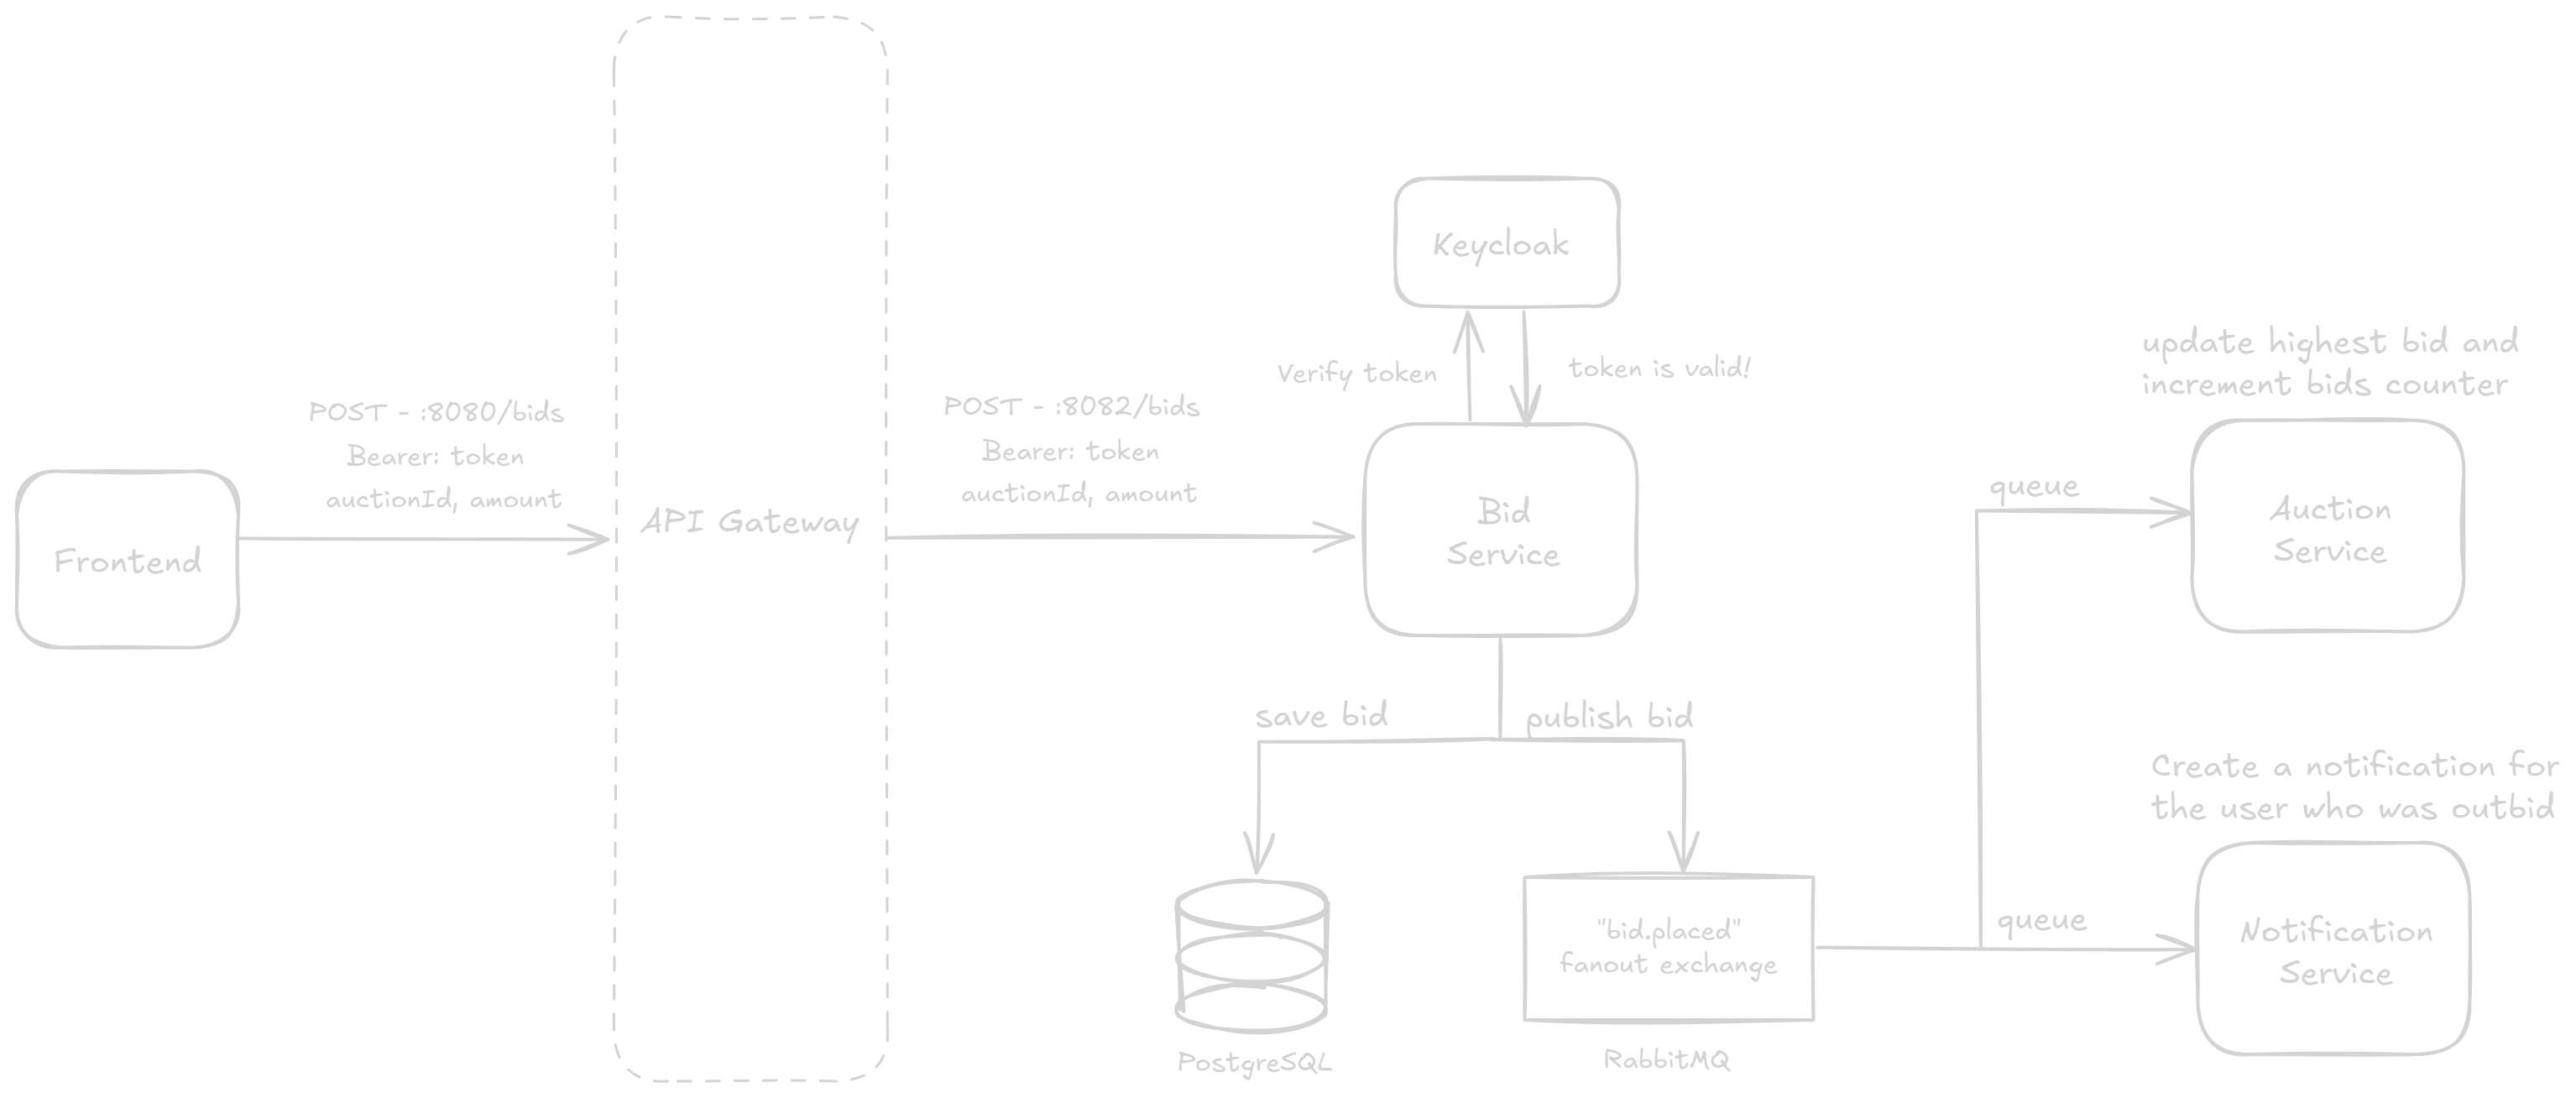 Frontend
POST - :8080/bids
Bearer: token
auctionId, amount
API Gateway
POST - :8082/bids
Bearer: token
auctionId, amount
Keycloak
Verify token
token is valid!
Bid
Service
save bid
publish bid
PostgreSQL
"bid.placed"
fanout exchange
RabbitMQ
queue
queue
update highest bid and
increment bids counter
Auction
Service
Create a notification for
the user who was outbid
Notification
Service